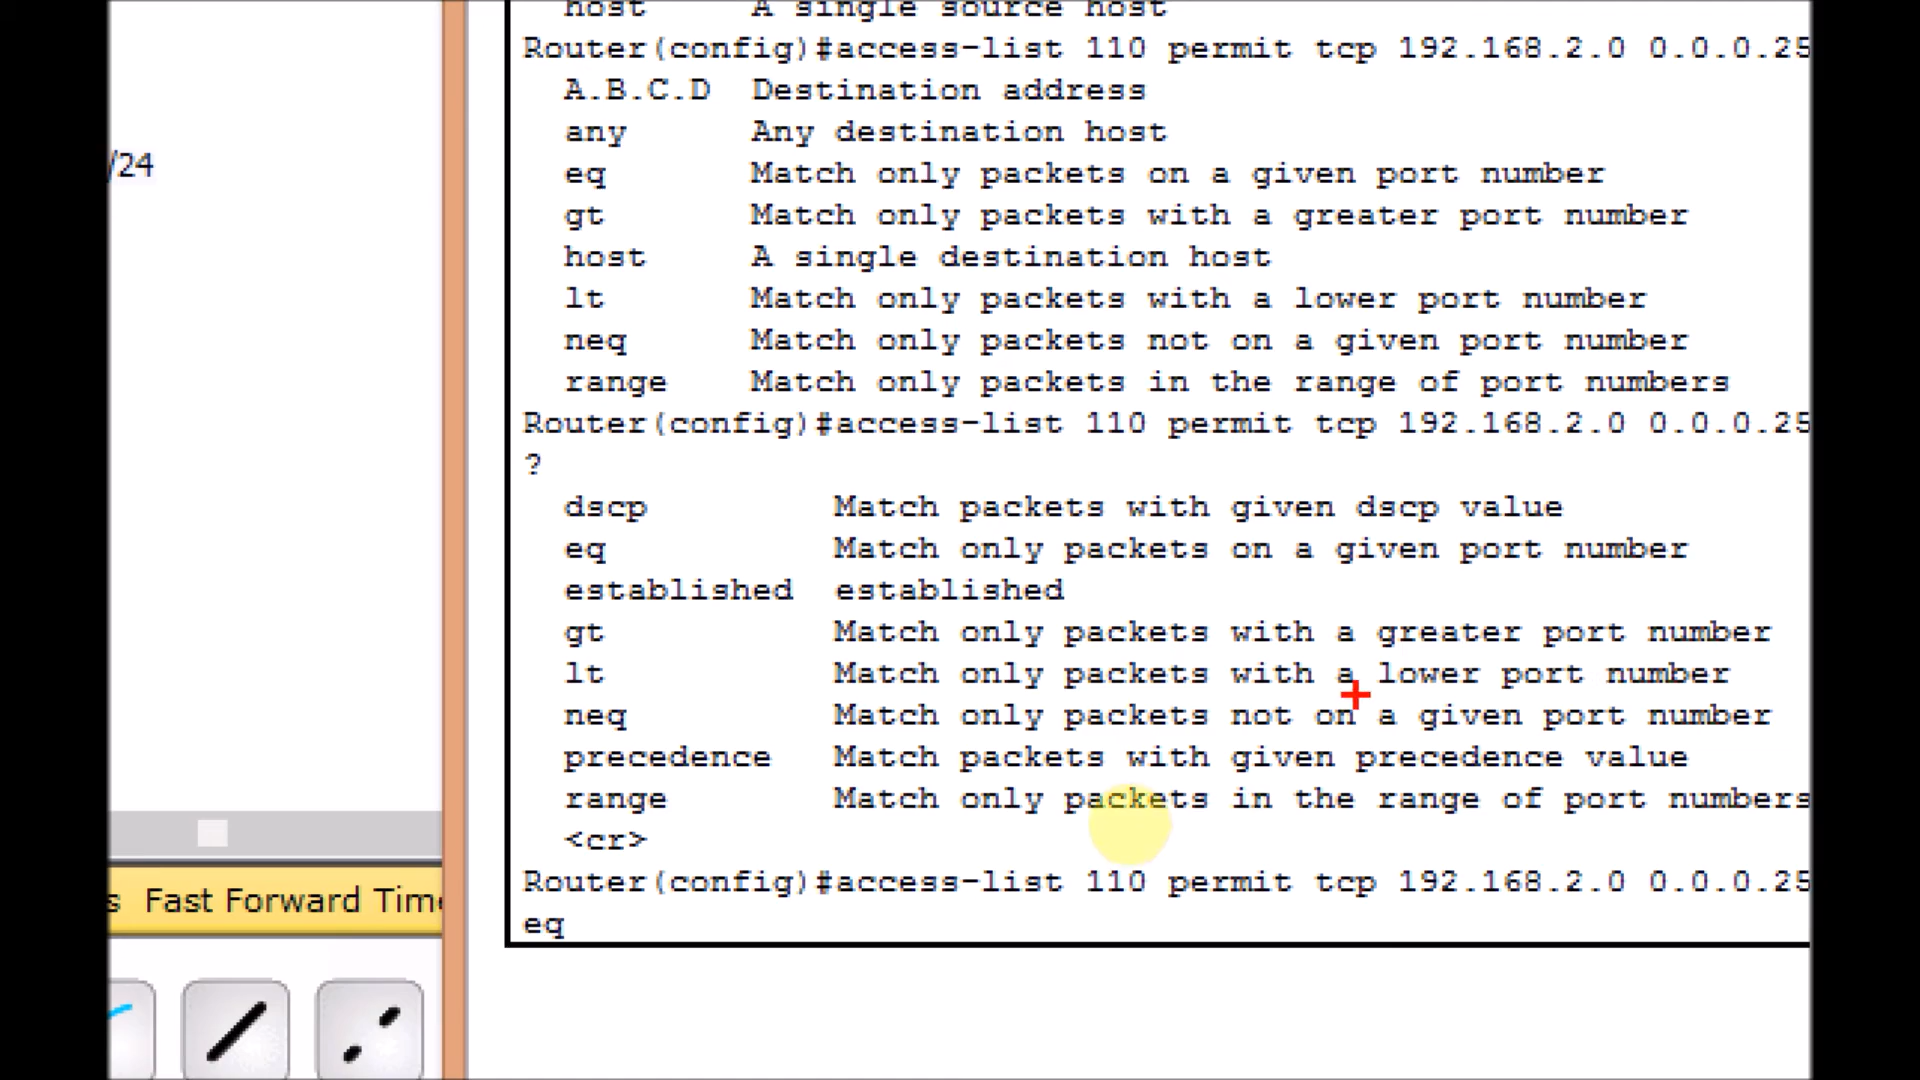 host A single source host
Router(config)#access-list 110 permit tcp 192.168.2.0 0.0.0.25
A.B.C.D Destination address
any Any destination host
eq Match only packets on a given port number
gt Match only packets with a greater port number
host A single destination host
lt Match only packets with a lower port number
neq Match only packets not on a given port number
range Match only packets in the range of port numbers
Router(config)#access-list 110 permit tcp 192.168.2.0 0.0.0.25
?
dscp Match packets with given dscp value
eq Match only packets on a given port number
established established
gt Match only packets with a greater port number
lt Match only packets with a lower port number
neq Match only packets not on a given port number
precedence Match packets with given precedence value
range Match only packets in the range of port numbers
<cr>
Router(config)#access-list 110 permit tcp 192.168.2.0 0.0.0.25
eq
/24
s Fast Forward Time